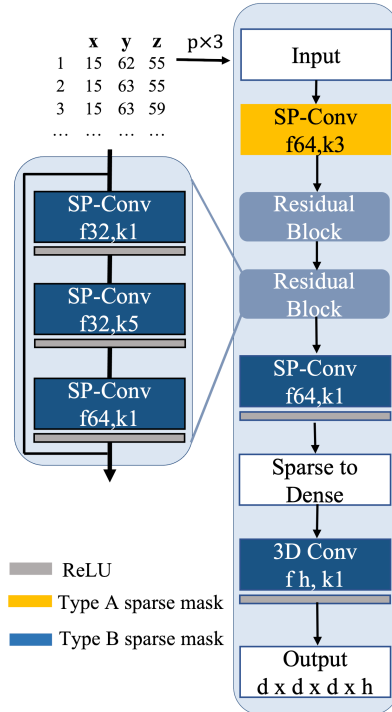 x y z
1 15 62 55
2 15 63 55
3 15 63 59
... ... ... ...
p×3
Input
SP-Conv
f64,k3
Residual
Block
Residual
Block
SP-Conv
f64,k1
Sparse to
Dense
3D Conv
f h, k1
Output
d x d x d x h
SP-Conv
f32,k1
SP-Conv
f32,k5
SP-Conv
f64,k1
ReLU
Type A sparse mask
Type B sparse mask